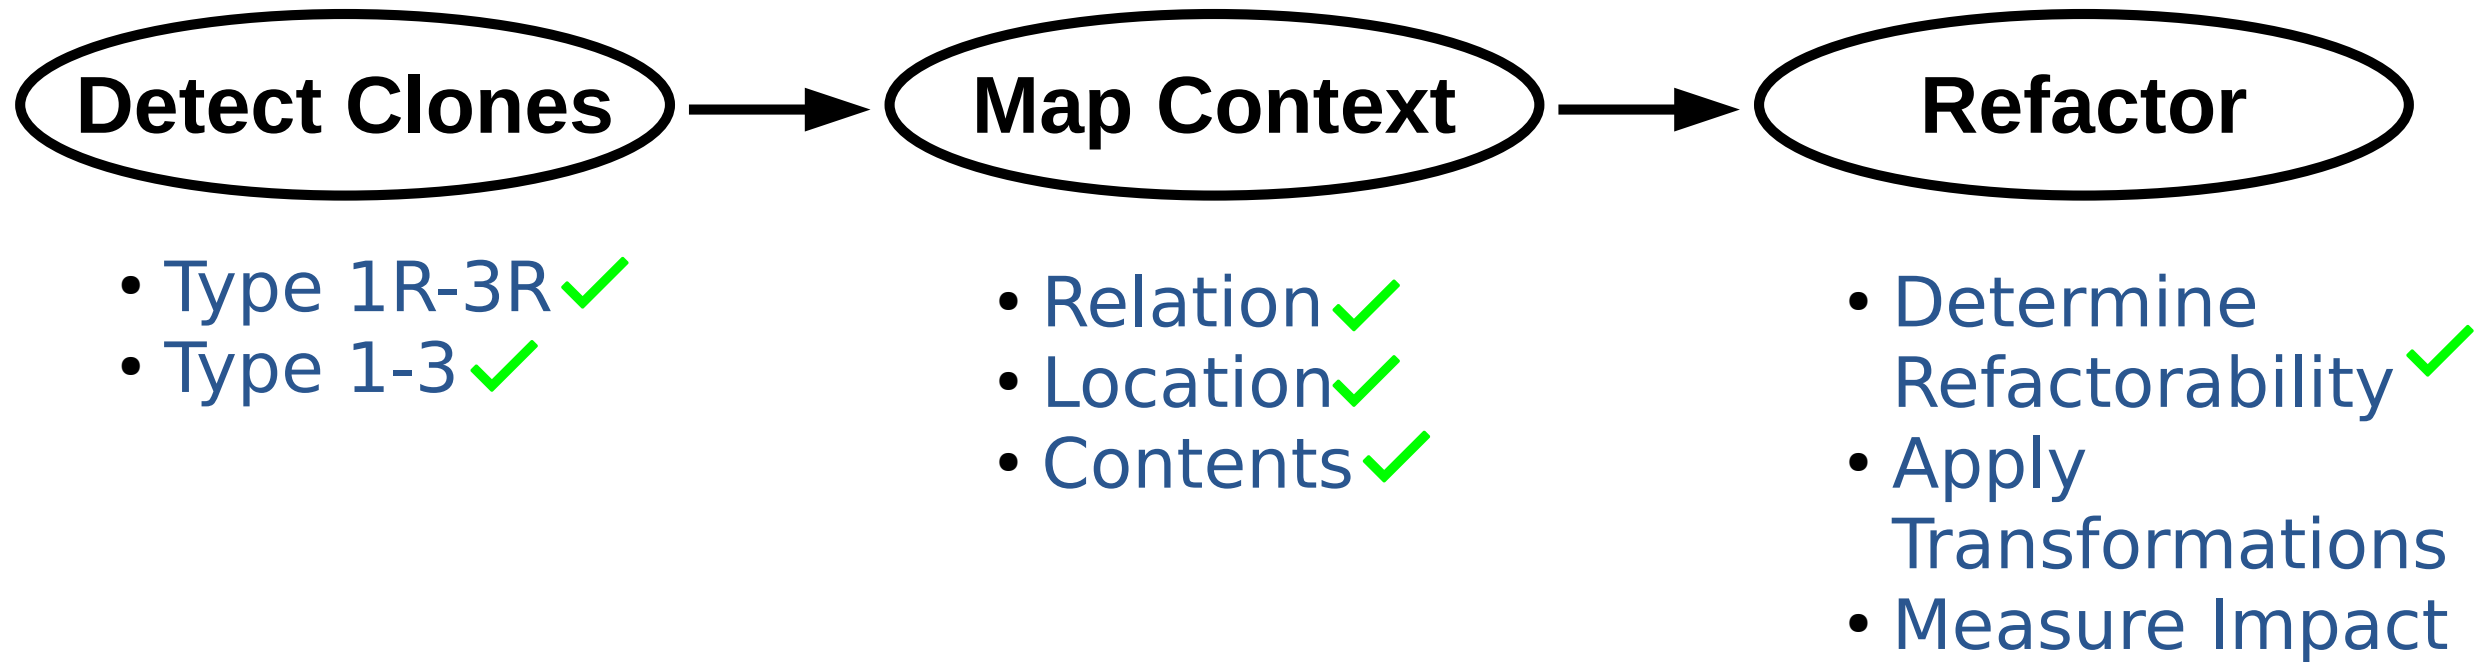 Detect Clones
• Type 1R-3R
• Type 1-3
Map Context
• Relation
• Location
• Contents
Refactor
• Determine
Refactorability
• Apply
Transformations
• Measure Impact